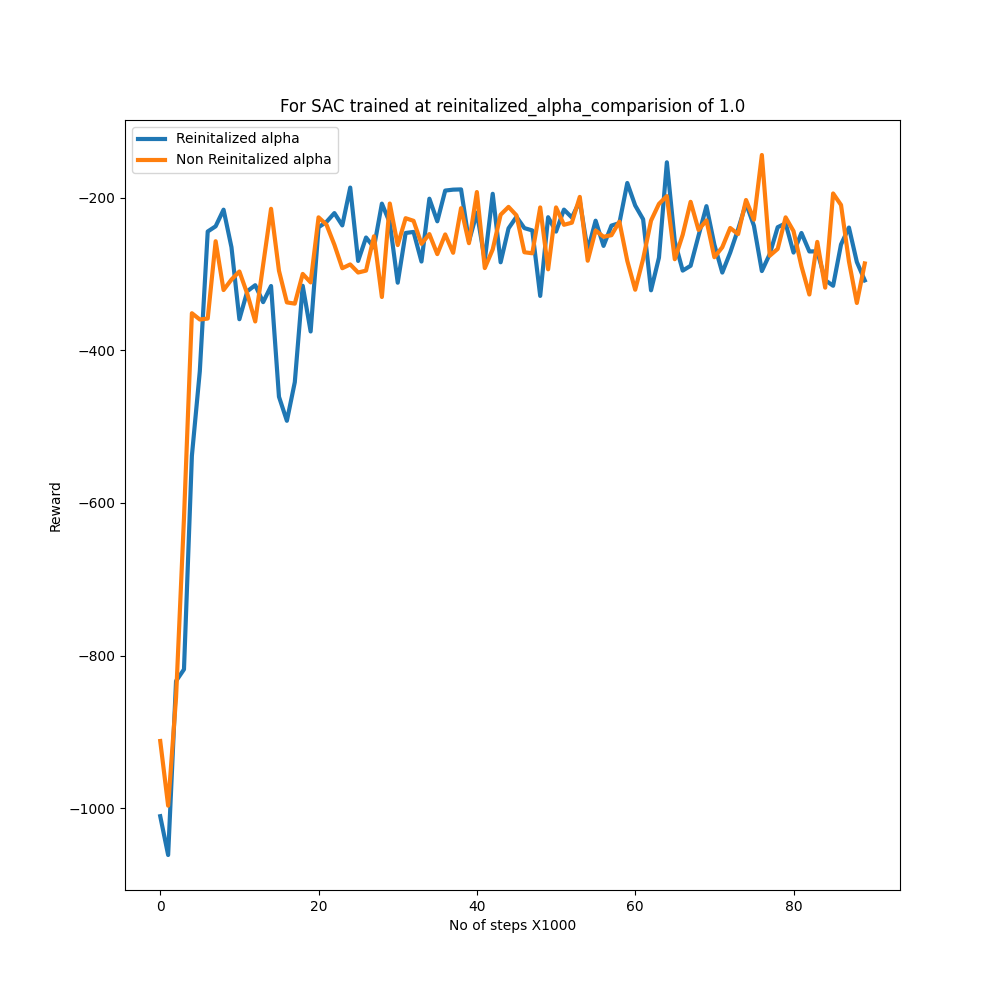 For SAC trained at reinitalized_alpha_comparision of 1.0
Reinitalized alpha
Non Reinitalized alpha
−200
−400
−600
−800
−1000
Reward
0 20 40 60 80
No of steps X1000